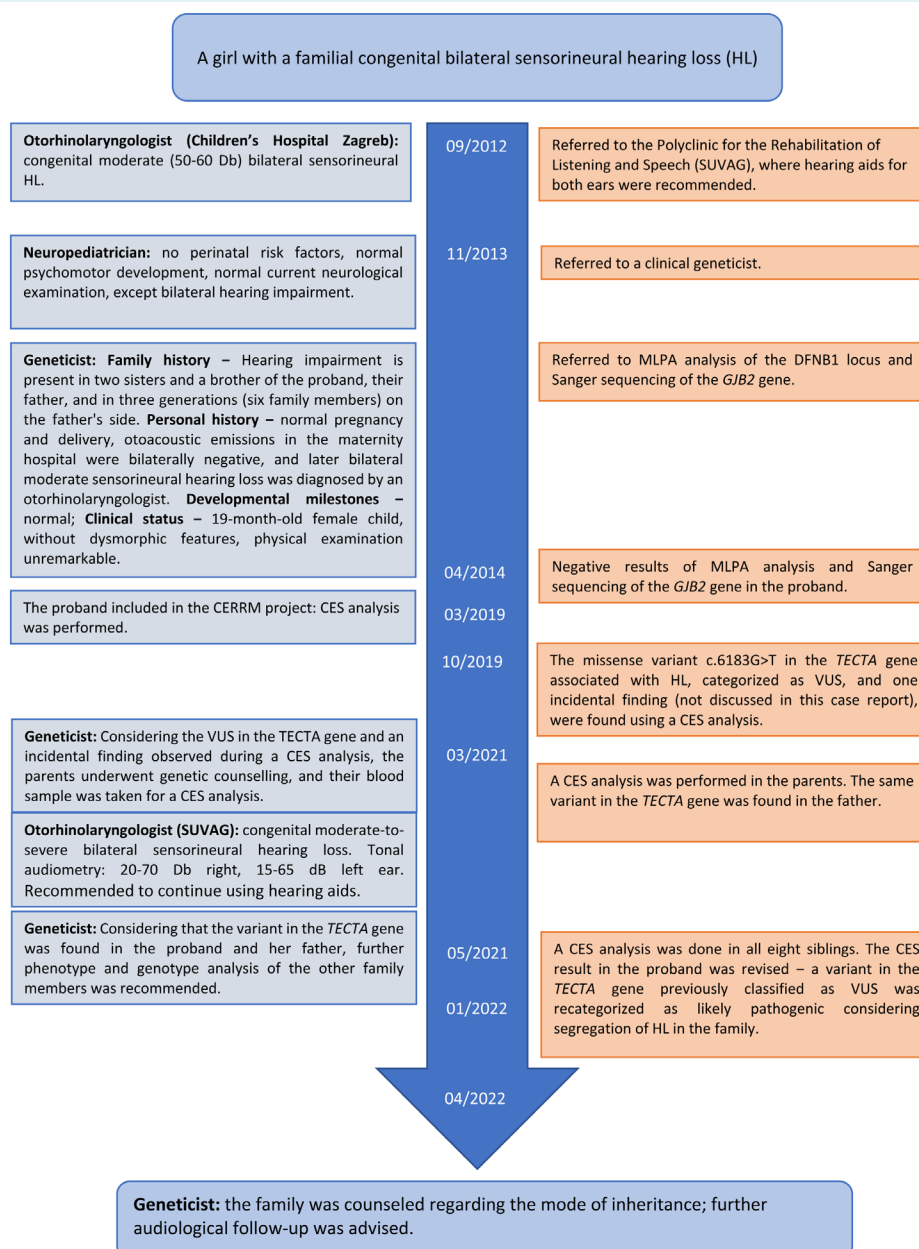 A girl with a familial congenital bilateral sensorineural hearing loss (HL)
Otorhinolaryngologist (Children's Hospital Zagreb):
congenital moderate (50-60 Db) bilateral sensorineural
HL.
09/2012
Referred to the Polyclinic for the Rehabilitation of
Listening and Speech (SUVAG), where hearing aids for
both ears were recommended.
Neuropediatrician: no perinatal risk factors, normal
psychomotor development, normal current neurological
examination, except bilateral hearing impairment.
11/2013
Referred to a clinical geneticist.
Geneticist: Family history – Hearing impairment is
present in two sisters and a brother of the proband, their
father, and in three generations (six family members) on
the father's side. Personal history – normal pregnancy
and delivery, otoacoustic emissions in the maternity
hospital were bilaterally negative, and later bilateral
moderate sensorineural hearing loss was diagnosed by an
otorhinolaryngologist. Developmental milestones –
normal; Clinical status – 19-month-old female child,
without dysmorphic features, physical examination
unremarkable.
Referred to MLPA analysis of the DFNB1 locus and
Sanger sequencing of the GJB2 gene.
04/2014
Negative results of MLPA analysis and Sanger
sequencing of the GJB2 gene in the proband.
The proband included in the CERRM project: CES analysis
was performed.
03/2019
10/2019
The missense variant c.6183G>T in the TECTA gene
associated with HL, categorized as VUS, and one
incidental finding (not discussed in this case report),
were found using a CES analysis.
Geneticist: Considering the VUS in the TECTA gene and an
incidental finding observed during a CES analysis, the
parents underwent genetic counselling, and their blood
sample was taken for a CES analysis.
03/2021
A CES analysis was performed in the parents. The same
variant in the TECTA gene was found in the father.
Otorhinolaryngologist (SUVAG): congenital moderate-to-
severe bilateral sensorineural hearing loss. Tonal
audiometry: 20-70 Db right, 15-65 dB left ear.
Recommended to continue using hearing aids.
Geneticist: Considering that the variant in the TECTA gene
was found in the proband and her father, further
phenotype and genotype analysis of the other family
members was recommended.
05/2021
01/2022
A CES analysis was done in all eight siblings. The CES
result in the proband was revised – a variant in the
TECTA gene previously classified as VUS was
recategorized as likely pathogenic considering
segregation of HL in the family.
04/2022
Geneticist: the family was counseled regarding the mode of inheritance; further
audiological follow-up was advised.